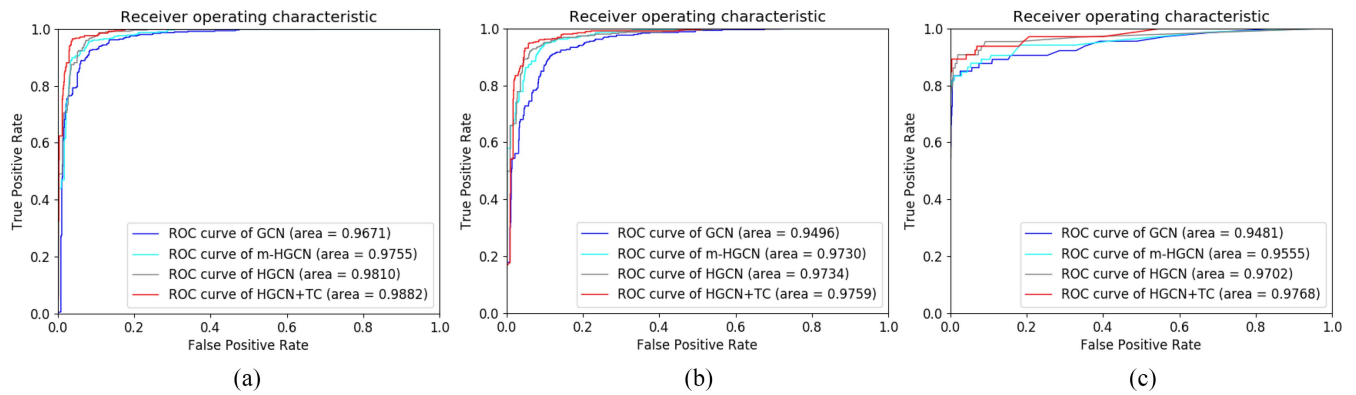 Receiver operating characteristic
True Positive Rate
1.0
0.8
0.6
0.4
0.2
0.0
ROC curve of GCN (area = 0.9671)
ROC curve of m-HGCN (area = 0.9755)
ROC curve of HGCN (area = 0.9810)
ROC curve of HGCN+TC (area = 0.9882)
0.0 0.2 0.4 0.6 0.8 1.0
False Positive Rate
(a)
Receiver operating characteristic
True Positive Rate
1.0
0.8
0.6
0.4
0.2
0.0
ROC curve of GCN (area = 0.9496)
ROC curve of m-HGCN (area = 0.9730)
ROC curve of HGCN (area = 0.9734)
ROC curve of HGCN+TC (area = 0.9759)
0.0 0.2 0.4 0.6 0.8 1.0
False Positive Rate
(b)
Receiver operating characteristic
True Positive Rate
1.0
0.8
0.6
0.4
0.2
0.0
ROC curve of GCN (area = 0.9481)
ROC curve of m-HGCN (area = 0.9555)
ROC curve of HGCN (area = 0.9702)
ROC curve of HGCN+TC (area = 0.9768)
0.0 0.2 0.4 0.6 0.8 1.0
False Positive Rate
(c)